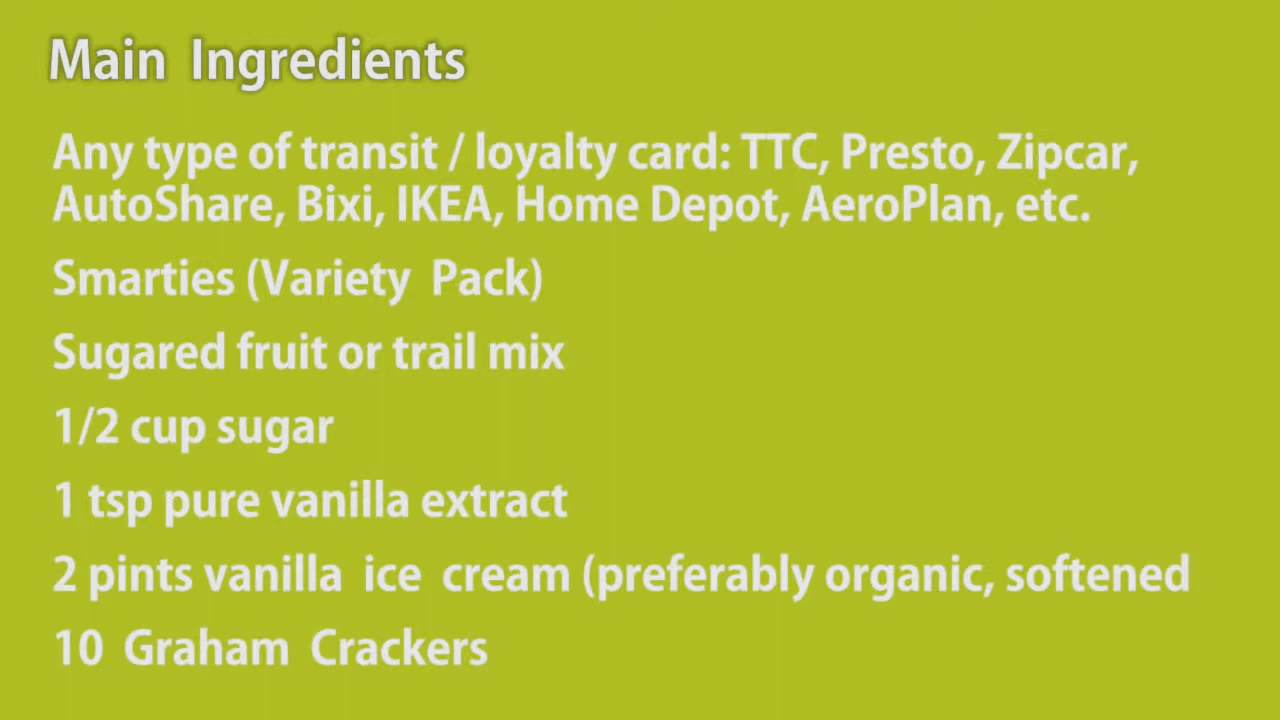 Main Ingredients
Any type of transit / loyalty card: TTC, Presto, Zipcar,
AutoShare, Bixi, IKEA, Home Depot, AeroPlan, etc.
Smarties (Variety Pack)
Sugared fruit or trail mix
1/2 cup sugar
1 tsp pure vanilla extract
2 pints vanilla ice cream (preferably organic, softened
10 Graham Crackers